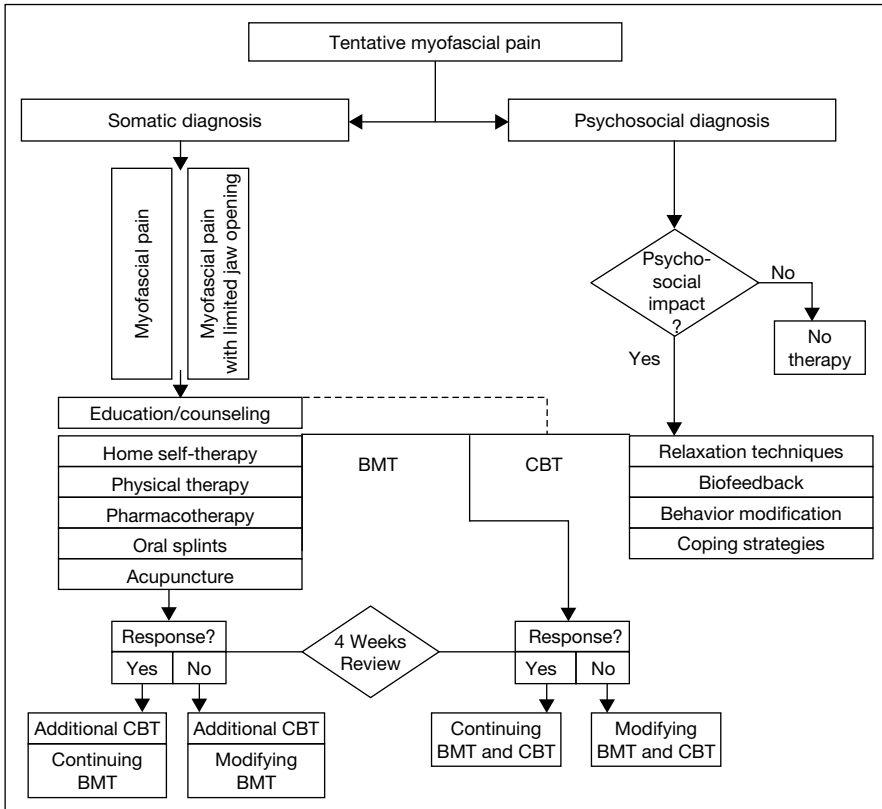 Tentative myofascial pain
Somatic diagnosis
Psychosocial diagnosis
Myofascial pain
Myofascial pain
with limited jaw opening
Psycho-
social
impact
?
No
No
therapy
Yes
Education/counseling
Home self-therapy
Physical therapy
Pharmacotherapy
Oral splints
Acupuncture
BMT
CBT
Relaxation techniques
Biofeedback
Behavior modification
Coping strategies
Response?
Yes
No
4 Weeks
Review
Response?
Yes
No
Additional CBT
Continuing
BMT
Additional CBT
Modifying
BMT
Continuing
BMT and CBT
Modifying
BMT and CBT